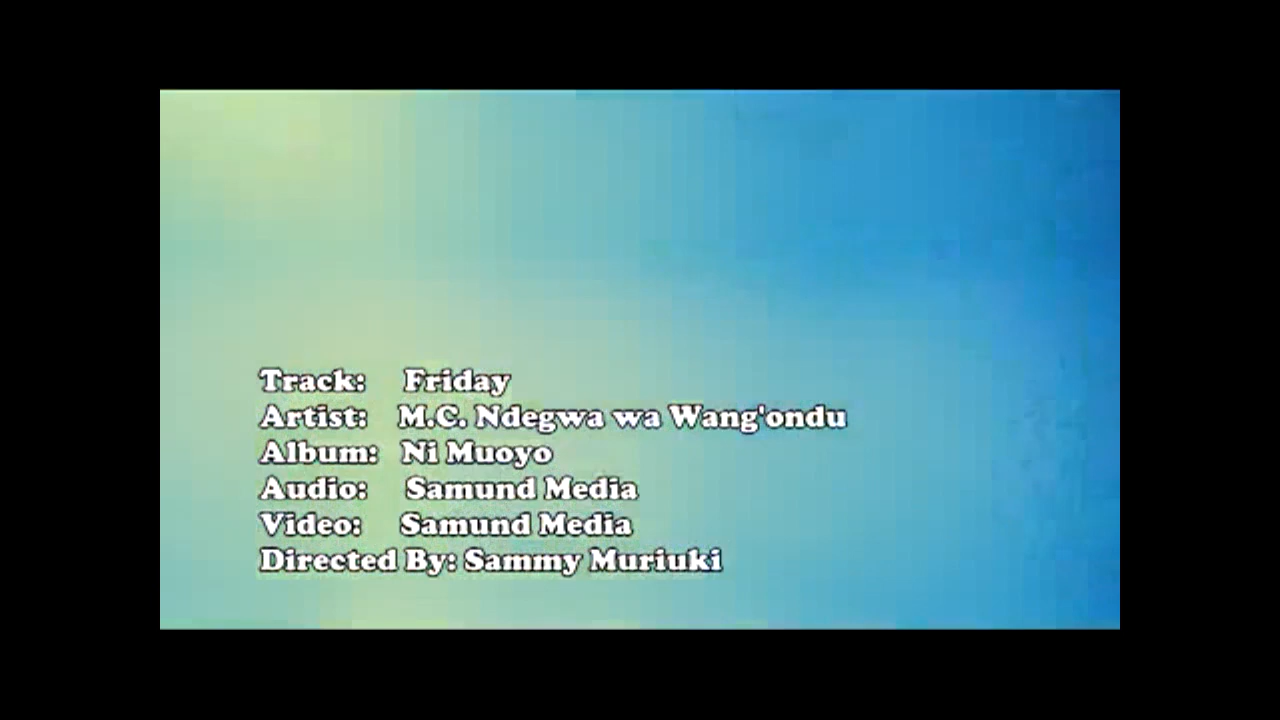 Track: Friday
Artist: M.C. Ndegwa wa Wang'ondu
Album: Ni Muoyo
Audio: Samund Media
Video: Samund Media
Directed By: Sammy Muriuki